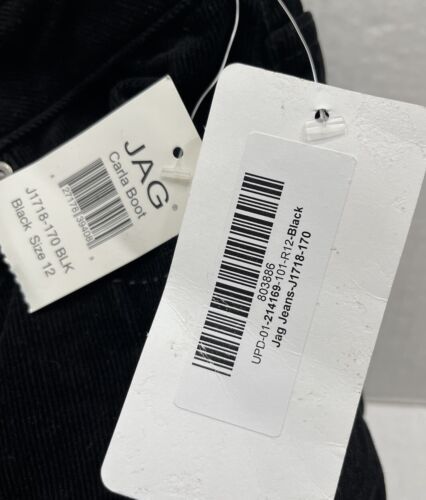 JAG®
Carla Boot
J1718-170 BLK
Black Size 12
803886
UPD-01-214169-101-R12-Black
Jag Jeans-J1718-170